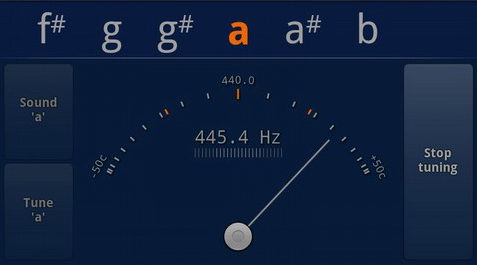 f# g g# a a# b
440.0
445.4 Hz
-50c +50c
Sound
'a'
Tune
'a'
Stop
tuning